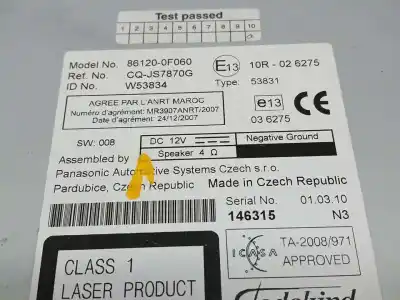 Test passed
1 2 3 4 5 6 7 8 9 10
Model No. 86120-0F060
Ref. No. CQ-JS7870G
ID No W53834
E13 10R - 02 6275
Type: 53831
AGREE PAR L'ANRT MAROC
Numéro d'agrément: MR3907ANRT/2007
Date d'agrément: 24/12/2007
e13
03 6275
CE
SW: 008
DC 12V
Negative Ground
Speaker 4 Ω
Assembled by
Panasonic Automotive Systems Czech s.r.o.
Pardubice, Czech Republic Made in Czech Republic
Serial No. 01.03.10
146315 N3
ICASA
TA-2008/971
APPROVED
CLASS 1
LASER PRODUCT